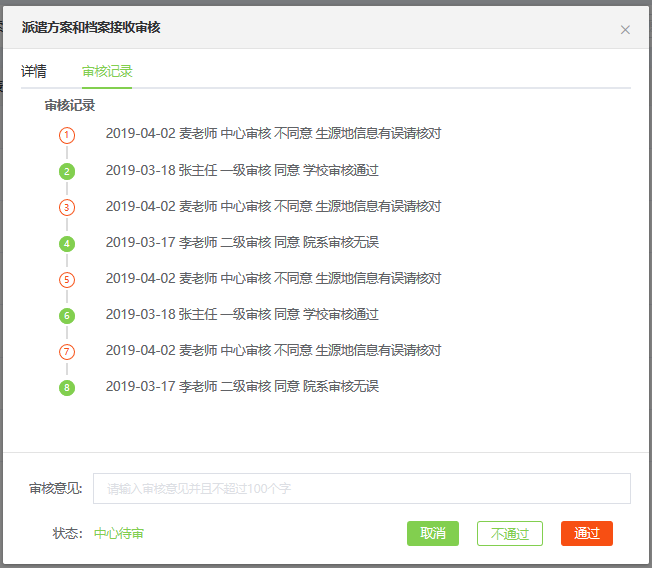 派遣方案和档案接收审核
详情 审核记录
审核记录
1 2019-04-02 麦老师 中心审核 不同意 生源地信息有误请核对
2 2019-03-18 张主任 一级审核 同意 学校审核通过
3 2019-04-02 麦老师 中心审核 不同意 生源地信息有误请核对
4 2019-03-17 李老师 二级审核 同意 院系审核无误
5 2019-04-02 麦老师 中心审核 不同意 生源地信息有误请核对
6 2019-03-18 张主任 一级审核 同意 学校审核通过
7 2019-04-02 麦老师 中心审核 不同意 生源地信息有误请核对
8 2019-03-17 李老师 二级审核 同意 院系审核无误
审核意见: 请输入审核意见并且不超过100个字
状态: 中心待审 取消 不通过 通过